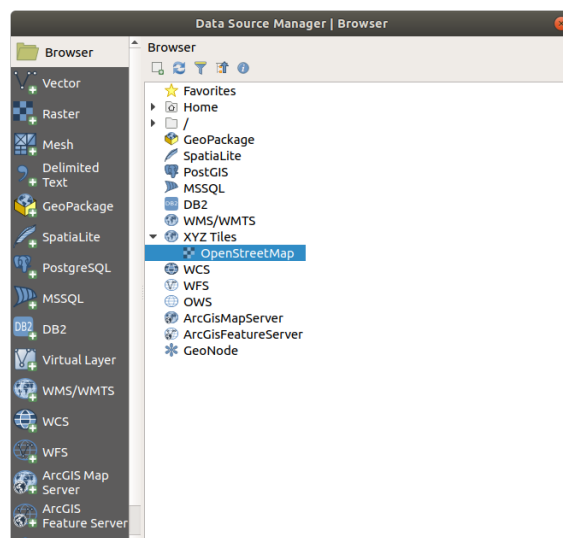 Data Source Manager | Browser
Browser
Vector
Raster
Mesh
Delimited
Text
GeoPackage
SpatiaLite
PostgreSQL
MSSQL
DB2
Virtual Layer
WMS/WMTS
WCS
WFS
ArcGIS Map
Server
ArcGIS
Feature Server
Browser
Favorites
Home
/
GeoPackage
SpatiaLite
PostGIS
MSSQL
DB2
WMS/WMTS
XYZ Tiles
OpenStreetMap
WCS
WFS
OWS
ArcGisMapServer
ArcGisFeatureServer
GeoNode